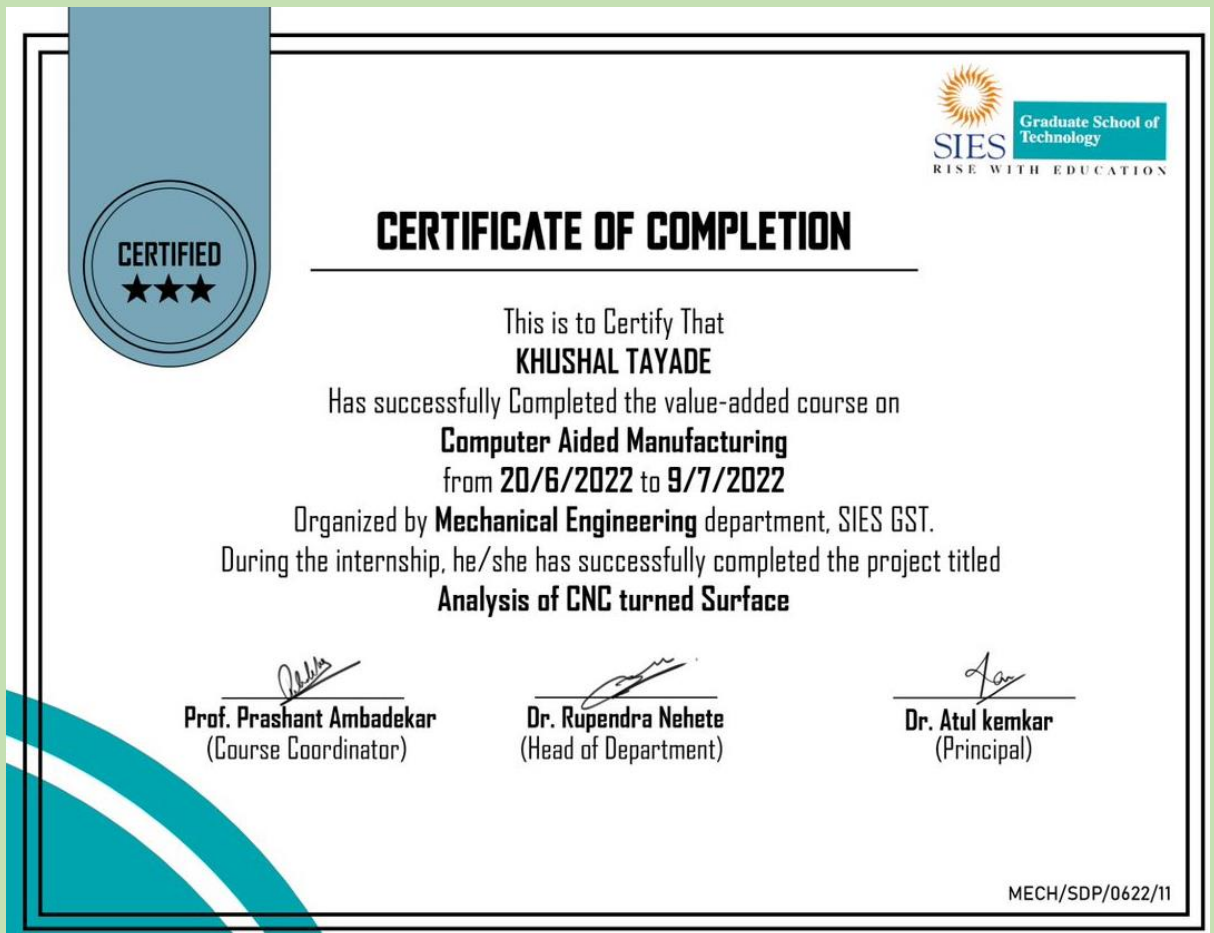 SIES
Graduate School of
Technology
RISE WITH EDUCATION
CERTIFIED
CERTIFICATE OF COMPLETION
This is to Certify That
KHUSHAL TAYADE
Has successfully Completed the value-added course on
Computer Aided Manufacturing
from 20/6/2022 to 9/7/2022
Organized by Mechanical Engineering department, SIES GST.
During the internship, he/she has successfully completed the project titled
Analysis of CNC turned Surface
Prof. Prashant Ambadekar
(Course Coordinator)
Dr. Rupendra Nehete
(Head of Department)
Dr. Atul kemkar
(Principal)
MECH/SDP/0622/11